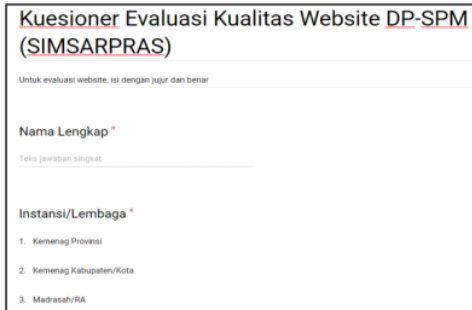 Kuesioner Evaluasi Kualitas Website DP-SPM
(SIMSARPRAS)
Untuk evaluasi website, isi dengan jujur dan benar
Nama Lengkap *
Teks jawaban singkat
Instansi/Lembaga *
1. Kemenag Provinsi
2. Kemenag Kabupaten/Kota
3. Madrasah/RA